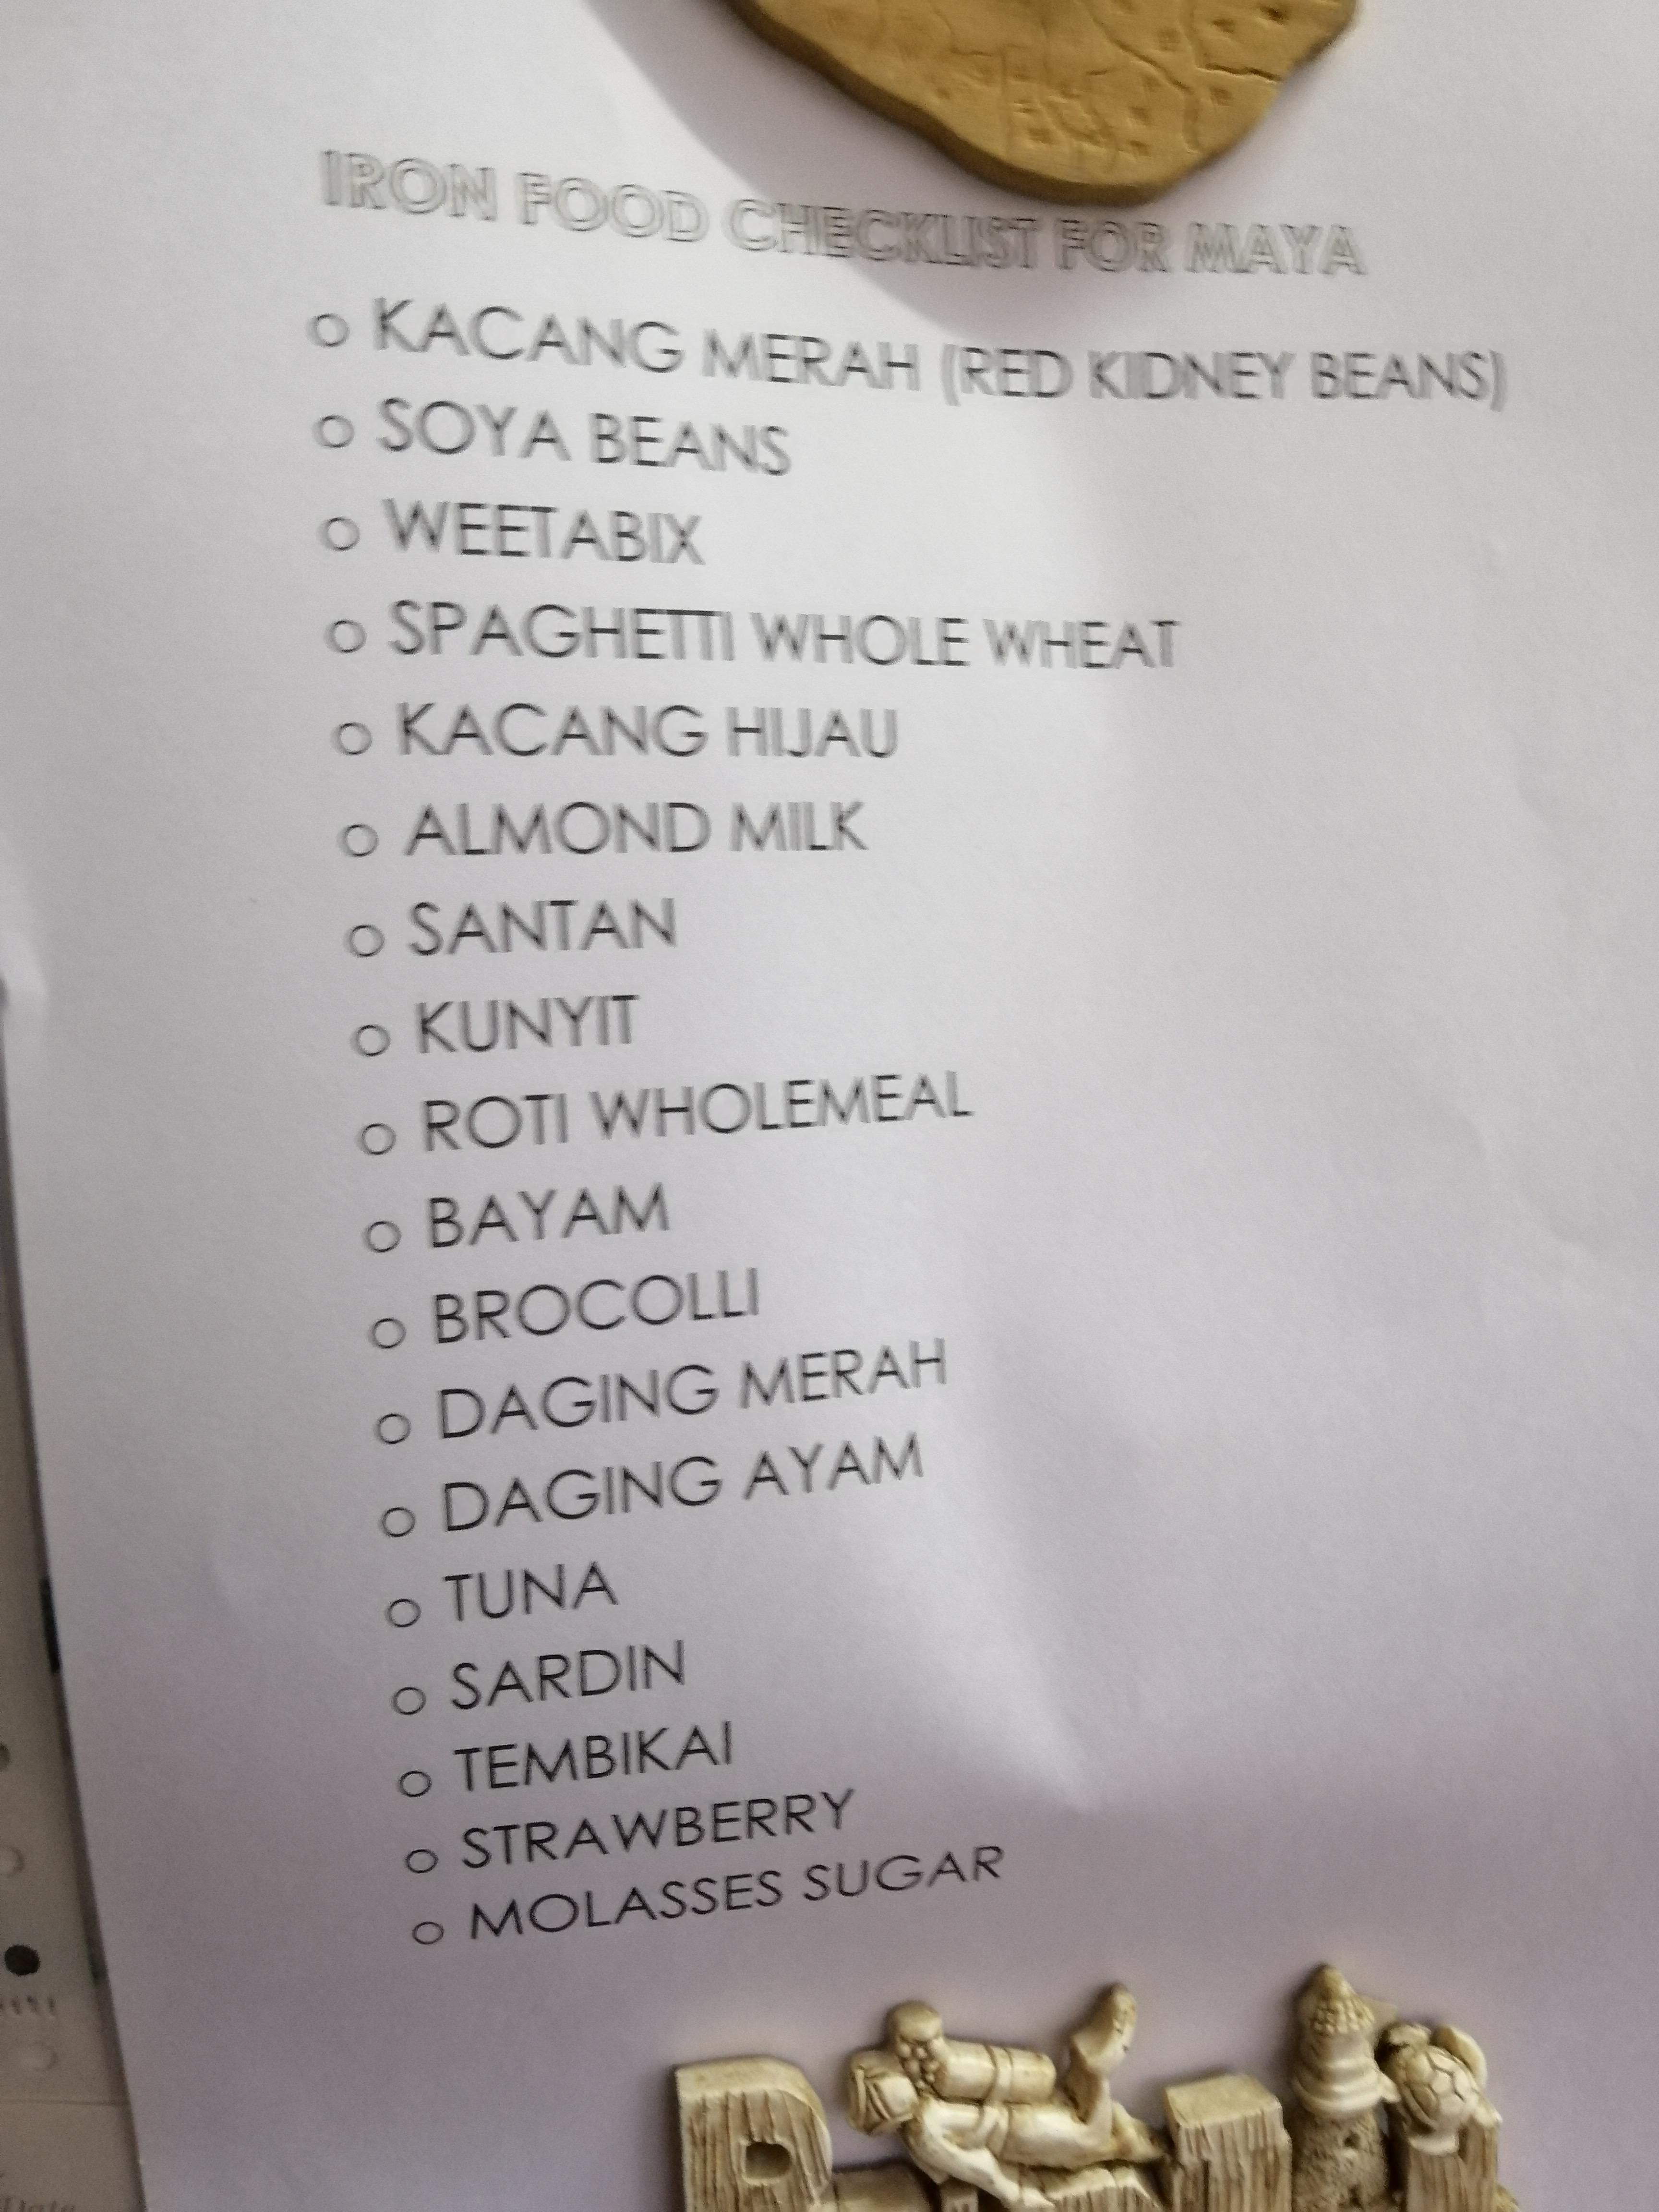 IRON FOOD CHECKLIST FOR MAYA
o KACANG MERAH (RED KIDNEY BEANS)
o SOYA BEANS
o WEETABIX
o SPAGHETTI WHOLE WHEAT
o KACANG HIJAU
o ALMOND MILK
o SANTAN
o KUNYIT
o ROTI WHOLEMEAL
o BAYAM
o BROCOLLI
o DAGING MERAH
o DAGING AYAM
o TUNA
o SARDIN
o TEMBIKAI
o STRAWBERRY
o MOLASSES SUGAR
Date